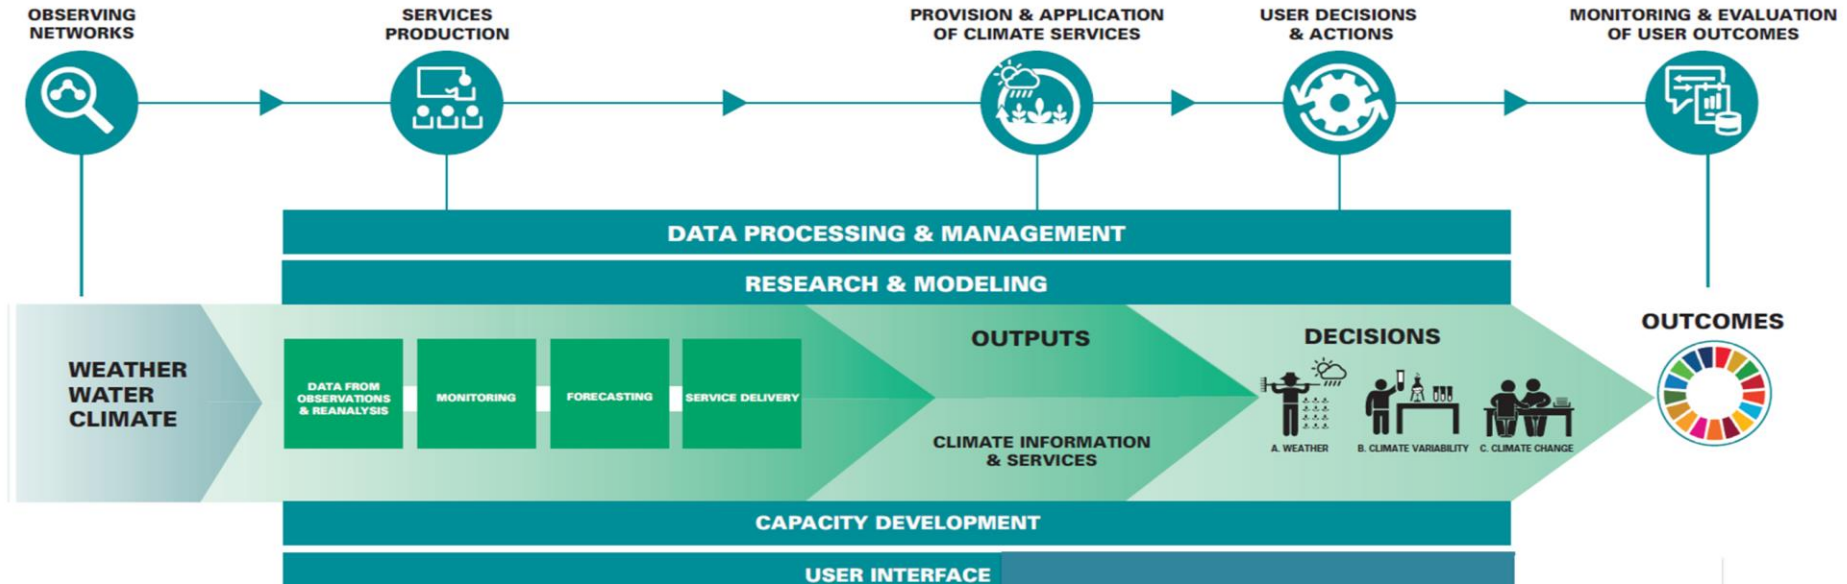 OBSERVING
NETWORKS
SERVICES
PRODUCTION
PROVISION & APPLICATION
OF CLIMATE SERVICES
USER DECISIONS
& ACTIONS
MONITORING & EVALUATION
OF USER OUTCOMES
DATA PROCESSING & MANAGEMENT
RESEARCH & MODELING
WEATHER
WATER
CLIMATE
DATA FROM
OBSERVATIONS
& REANALYSIS
MONITORING
FORECASTING
SERVICE DELIVERY
OUTPUTS
CLIMATE INFORMATION
& SERVICES
DECISIONS
A. WEATHER
B. CLIMATE VARIABILITY
C. CLIMATE CHANGE
OUTCOMES
CAPACITY DEVELOPMENT
USER INTERFACE